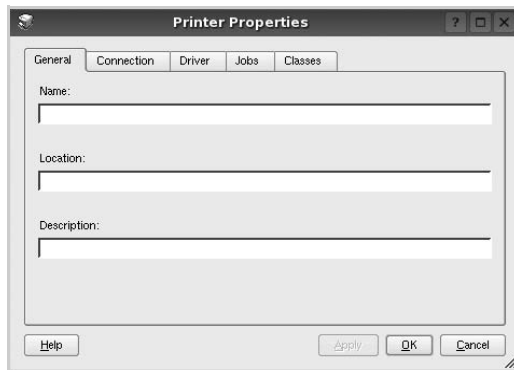 Printer Properties
General Connection Driver Jobs Classes
Name:
Location:
Description:
Help Apply OK Cancel